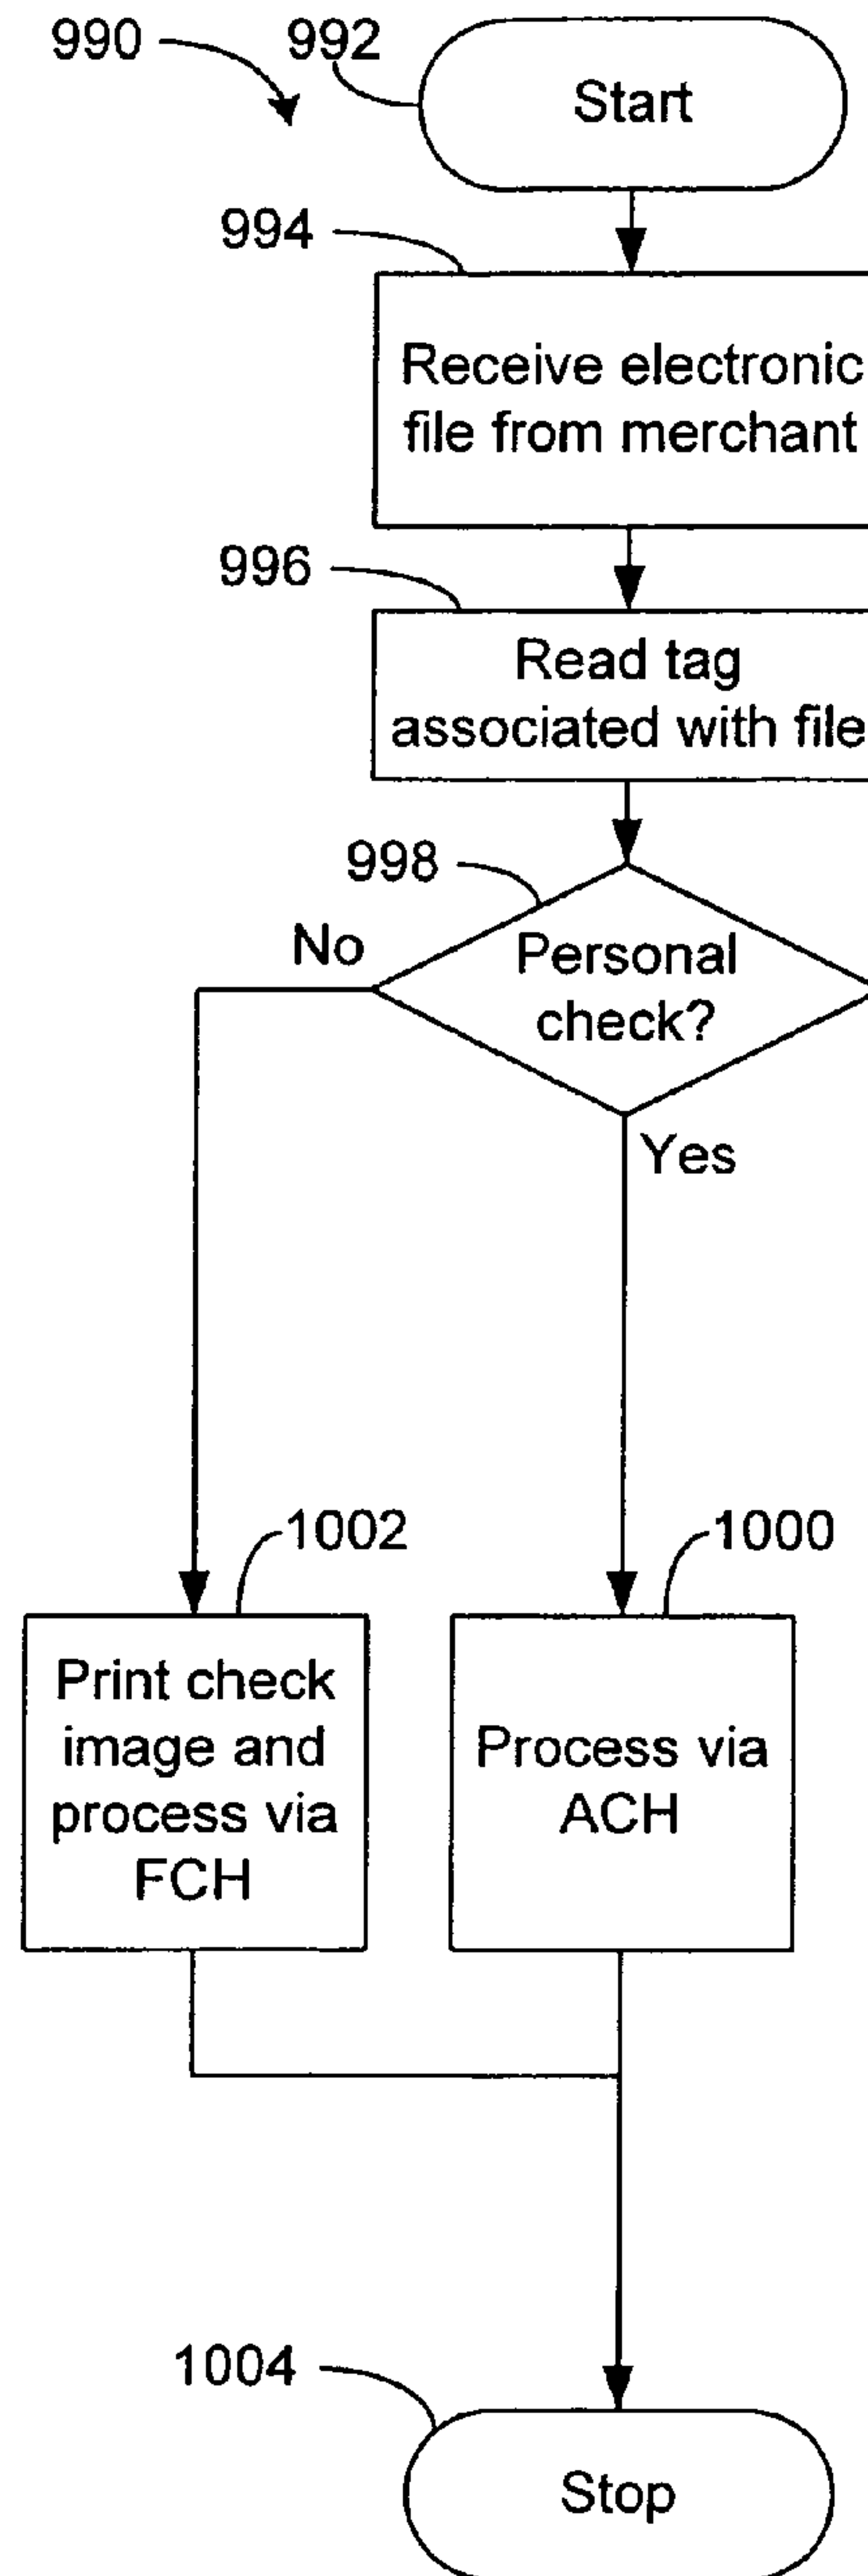 990
992
Start
994
Receive electronic
file from merchant
996
Read tag
associated with file
998
No
Personal
check?
Yes
1002
1000
Print check
image and
process via
FCH
Process via
ACH
1004
Stop